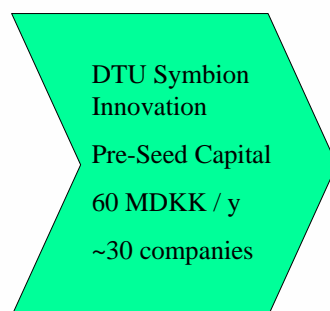 DTU Symbion
Innovation
Pre-Seed Capital
60 MDKK / y
~30 companies